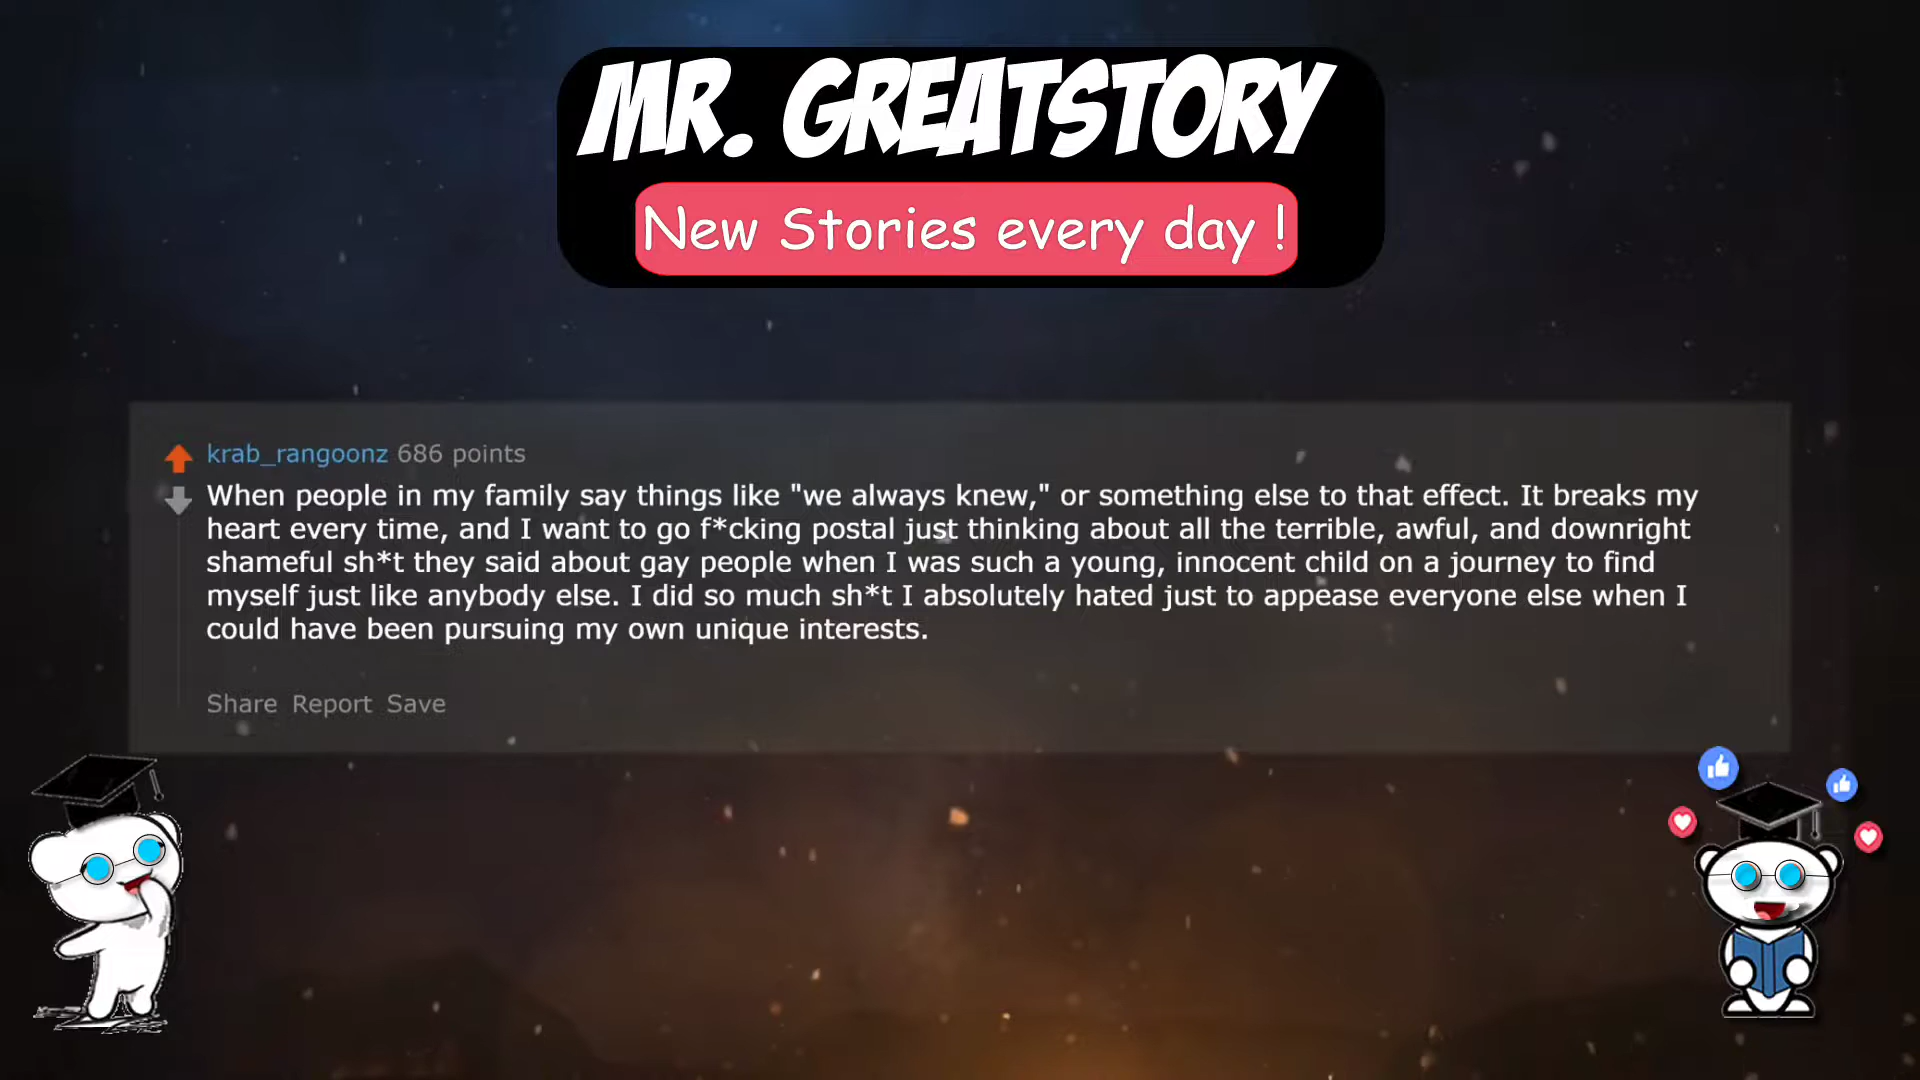 MR. GREATSTORY
New Stories every day !
krab_rangoonz 686 points
When people in my family say things like "we always knew," or something else to that effect. It breaks my
heart every time, and I want to go f*cking postal just thinking about all the terrible, awful, and downright
shameful sh*t they said about gay people when I was such a young, innocent child on a journey to find
myself just like anybody else. I did so much sh*t I absolutely hated just to appease everyone else when I
could have been pursuing my own unique interests.
Share Report Save